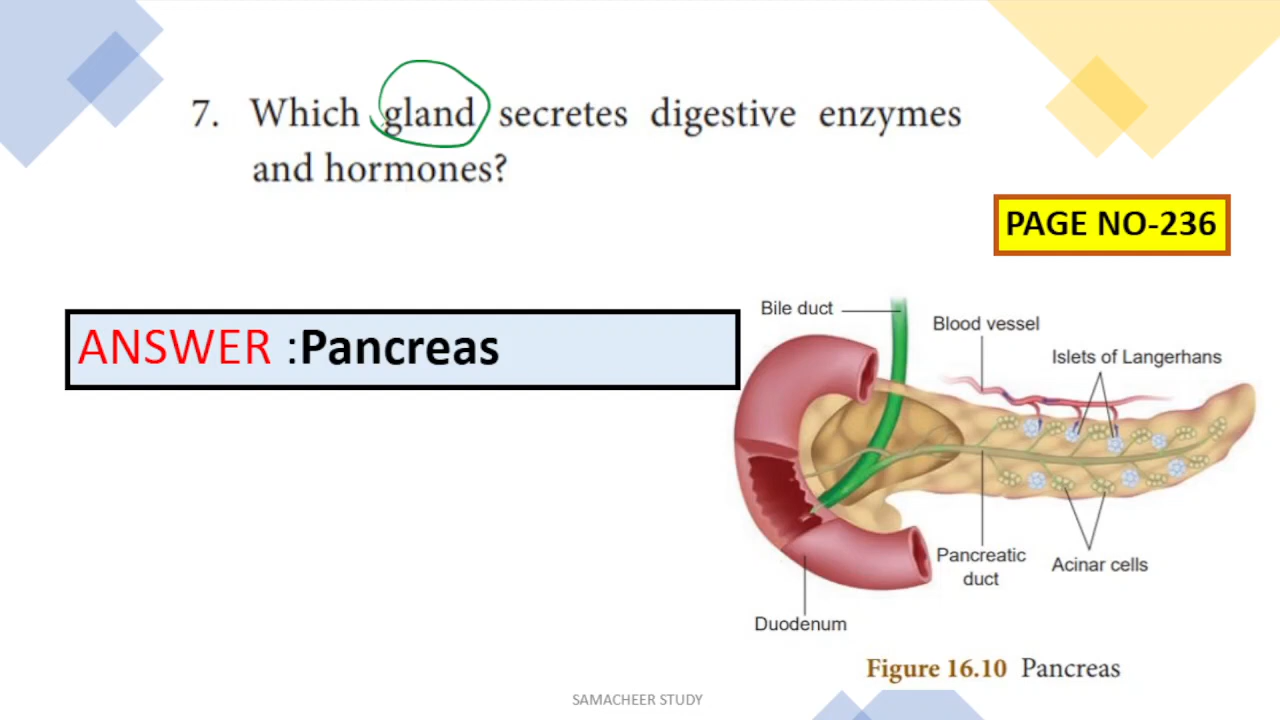 7. Which gland secretes digestive enzymes
and hormones?
PAGE NO-236
ANSWER :Pancreas
Bile duct
Blood vessel
Islets of Langerhans
Pancreatic
duct
Acinar cells
Duodenum
Figure 16.10 Pancreas
SAMACHEER STUDY